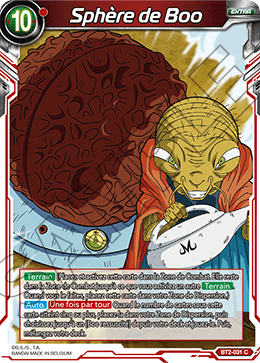 10
Sphère de Boo
EXTRA
Terrain [Placez et activez cette carte dans la Zone de Combat. Elle reste
dans la Zone de Combat jusqu'à ce que vous activiez un autre Terrain.
Quand vous le faites, placez cette carte dans votre Zone de Dispersion.]
Auto Une fois par tour Quand le nombre de cartes sous cette
carte atteint cinq ou plus, placez-la dans votre Zone de Dispersion, puis
choisissez jusqu'à un [Boo ressuscité] depuis votre deck et jouez-le. Puis,
mélangez votre deck.
©B.S./S., T.A.
BANDAI MADE IN BELGIUM
BT2-031 C